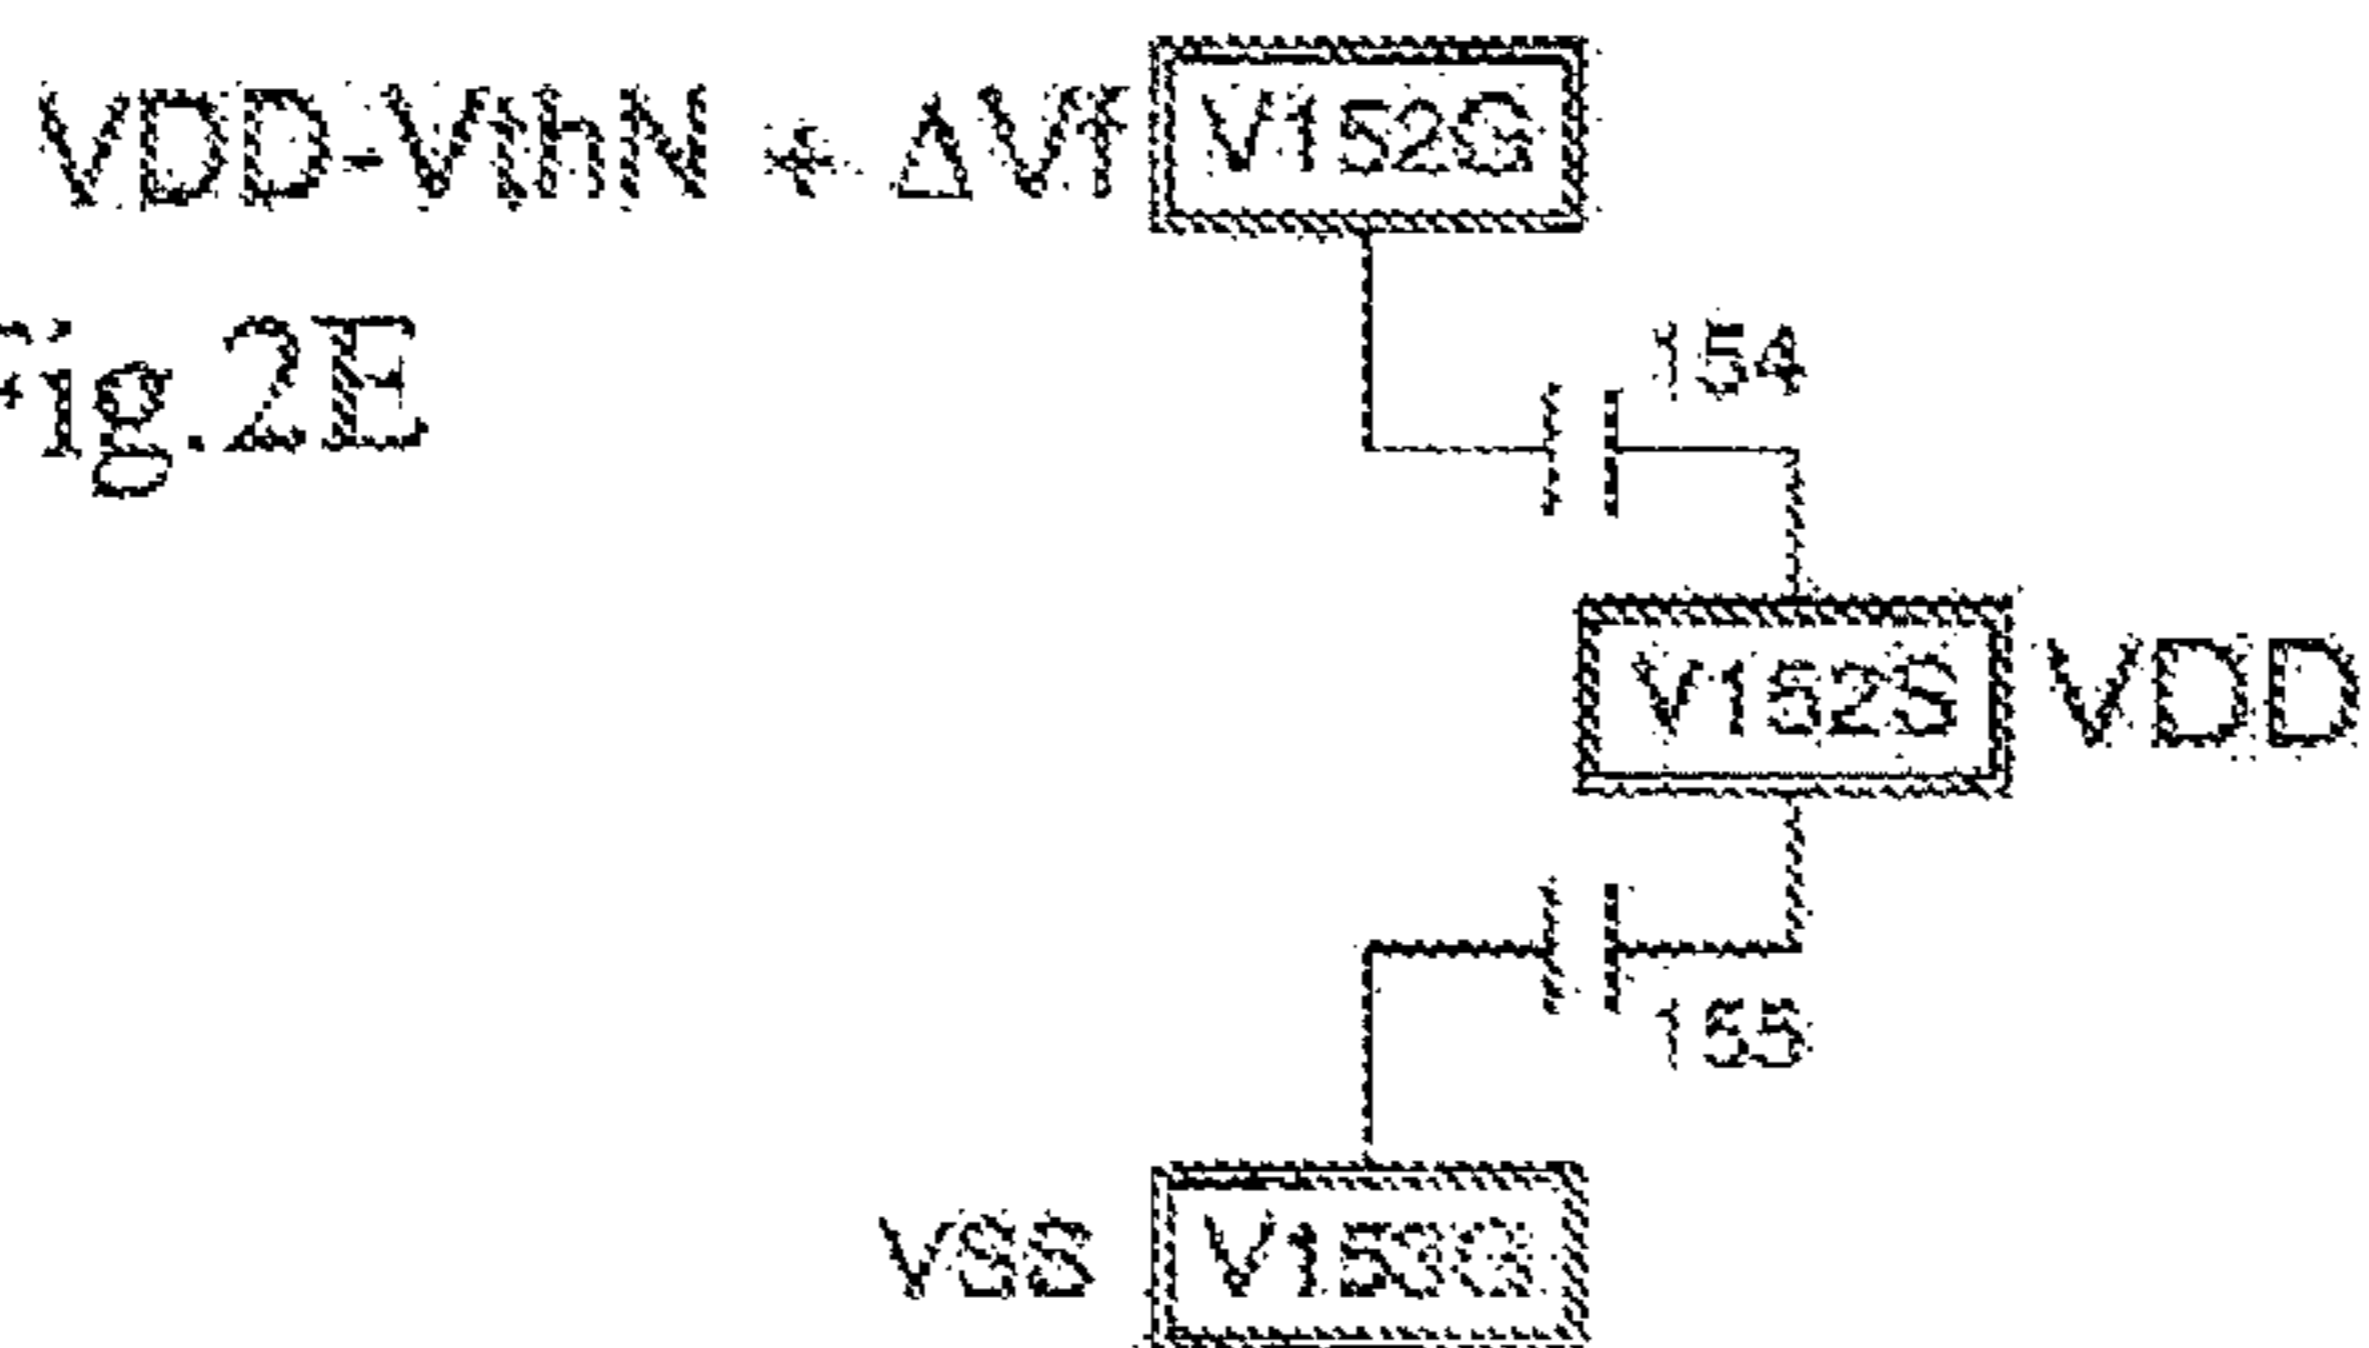 VDD-VthN + ΔVf V152G
Fig.2E
154
V152S VDD
155
VSS V153G